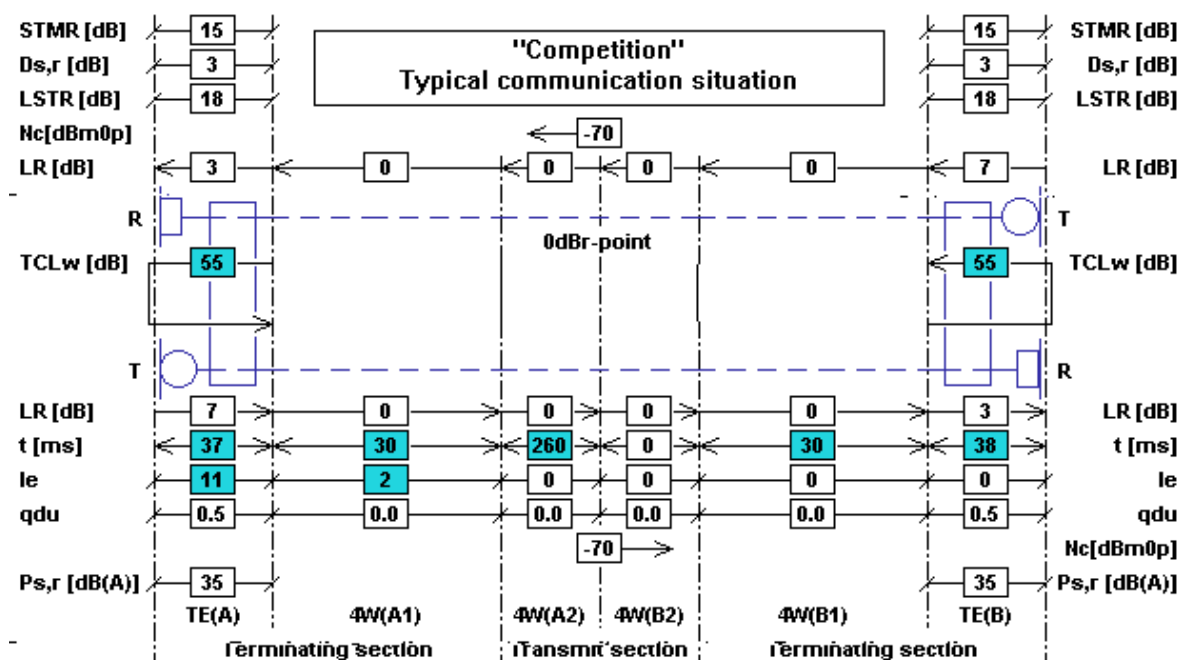 STMR [dB] 15 15 STMR [dB]
"Competition"
Typical communication situation
Ds,r [dB] 3 3 Ds,r [dB]
LSTR [dB] 18 18 LSTR [dB]
Nc[dBm0p] -70
LR [dB] 3 0 0 0 0 7 LR [dB]
R T
0dBr-point
TCLw [dB] 55 55 TCLw [dB]
T R
LR [dB] 7 0 0 0 0 3 LR [dB]
t [ms] 37 30 260 0 30 38 t [ms]
Ie 11 2 0 0 0 0 Ie
qdu 0.5 0.0 0.0 0.0 0.0 0.5 qdu
-70 Nc[dBm0p]
Ps,r [dB(A)] 35 35 Ps,r [dB(A)]
TE(A) 4W(A1) 4W(A2) 4W(B2) 4W(B1) TE(B)
Terminating section Transmit section Terminating section